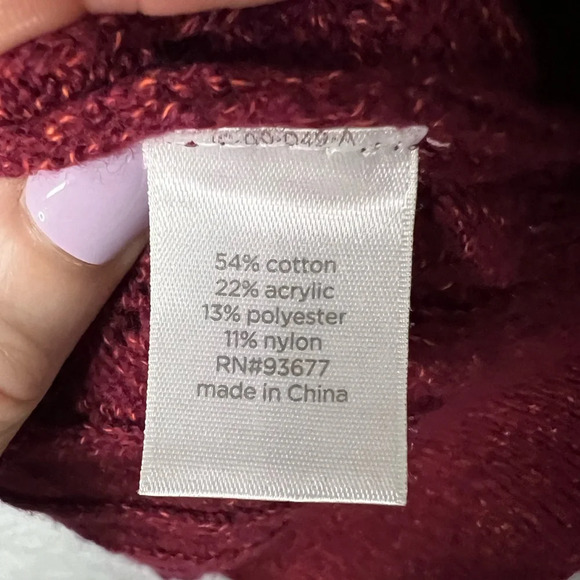 54% cotton
22% acrylic
13% polyester
11% nylon
RN#93677
made in China